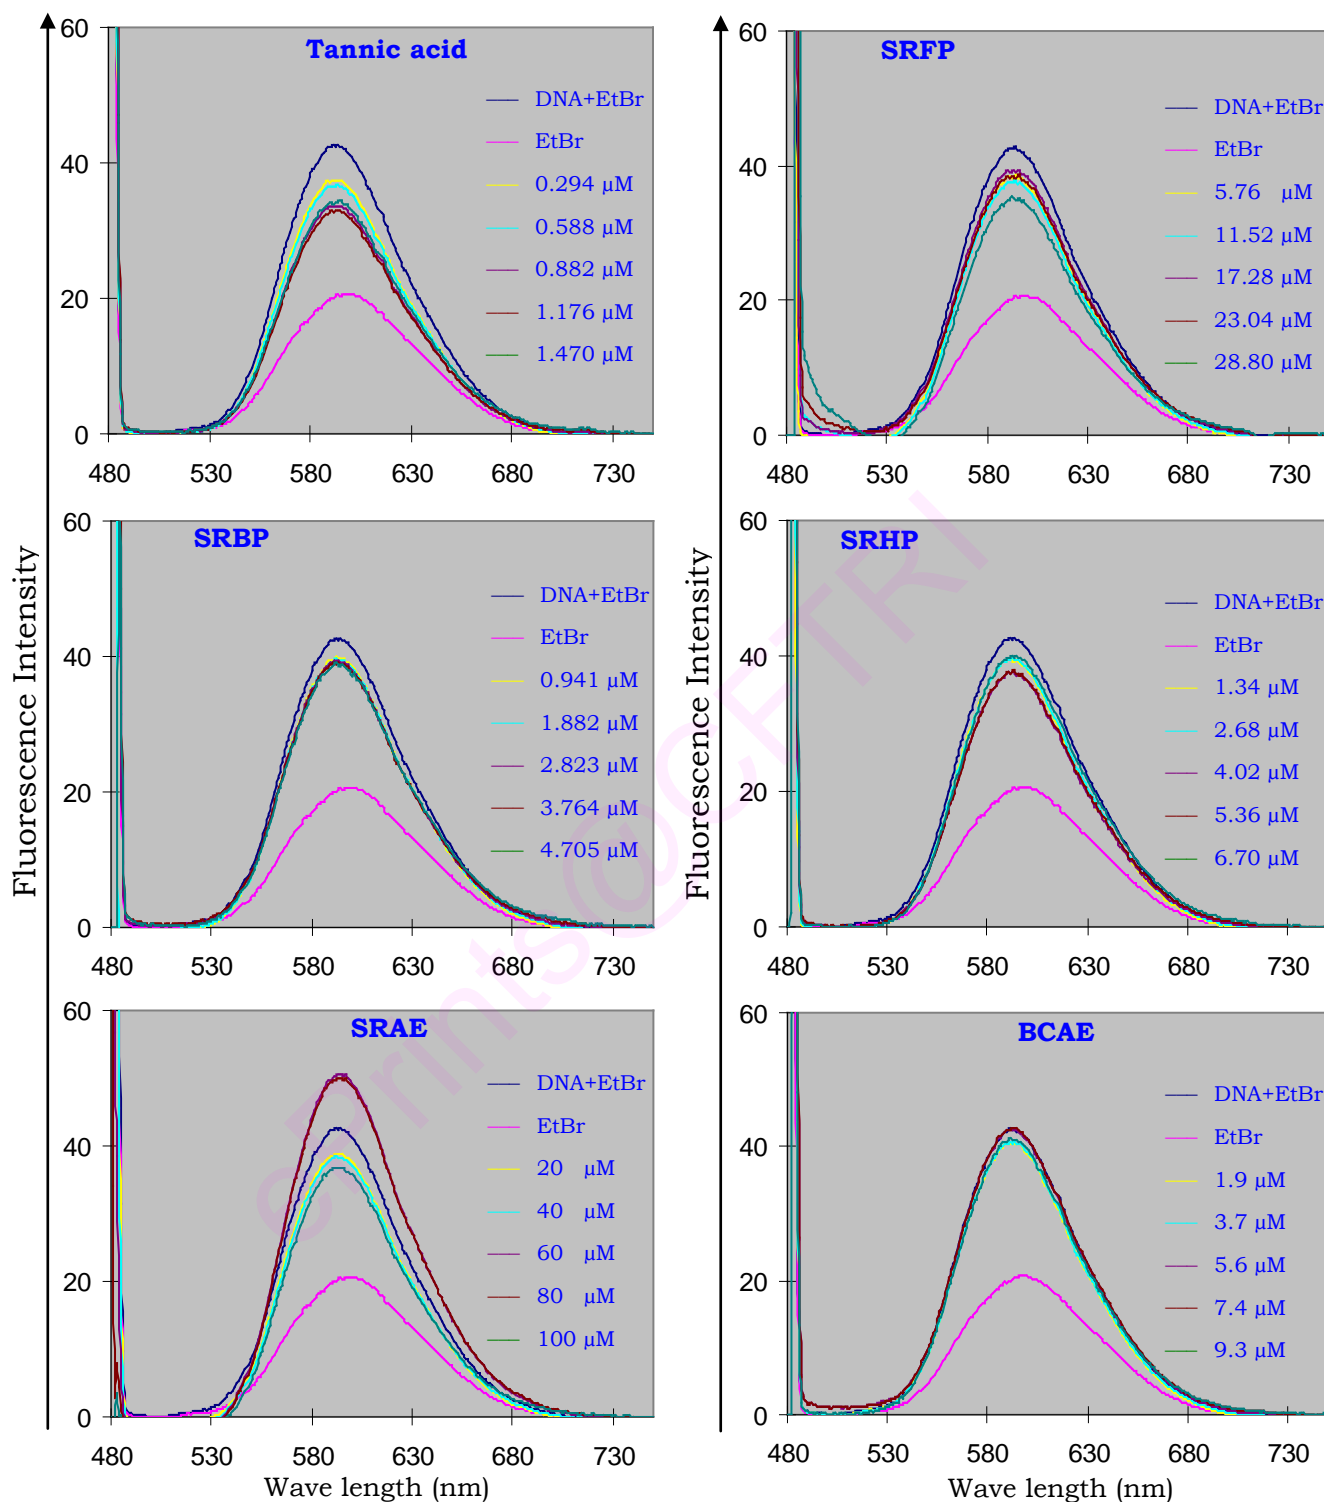 Tannic acid
60
40
20
0
480 530 580 630 680 730
DNA+EtBr
EtBr
0.294 µM
0.588 µM
0.882 µM
1.176 µM
1.470 µM
SRFP
60
40
20
0
480 530 580 630 680 730
DNA+EtBr
EtBr
5.76 µM
11.52 µM
17.28 µM
23.04 µM
28.80 µM
SRBP
60
40
20
0
480 530 580 630 680 730
DNA+EtBr
EtBr
0.941 µM
1.882 µM
2.823 µM
3.764 µM
4.705 µM
Fluorescence Intensity
SRHP
60
40
20
0
480 530 580 630 680 730
DNA+EtBr
EtBr
1.34 µM
2.68 µM
4.02 µM
5.36 µM
6.70 µM
Fluorescence Intensity
SRAE
60
40
20
0
480 530 580 630 680 730
DNA+EtBr
EtBr
20 µM
40 µM
60 µM
80 µM
100 µM
Wave length (nm)
BCAE
60
40
20
0
480 530 580 630 680 730
DNA+EtBr
EtBr
1.9 µM
3.7 µM
5.6 µM
7.4 µM
9.3 µM
Wave length (nm)
ePrints@CFTRI